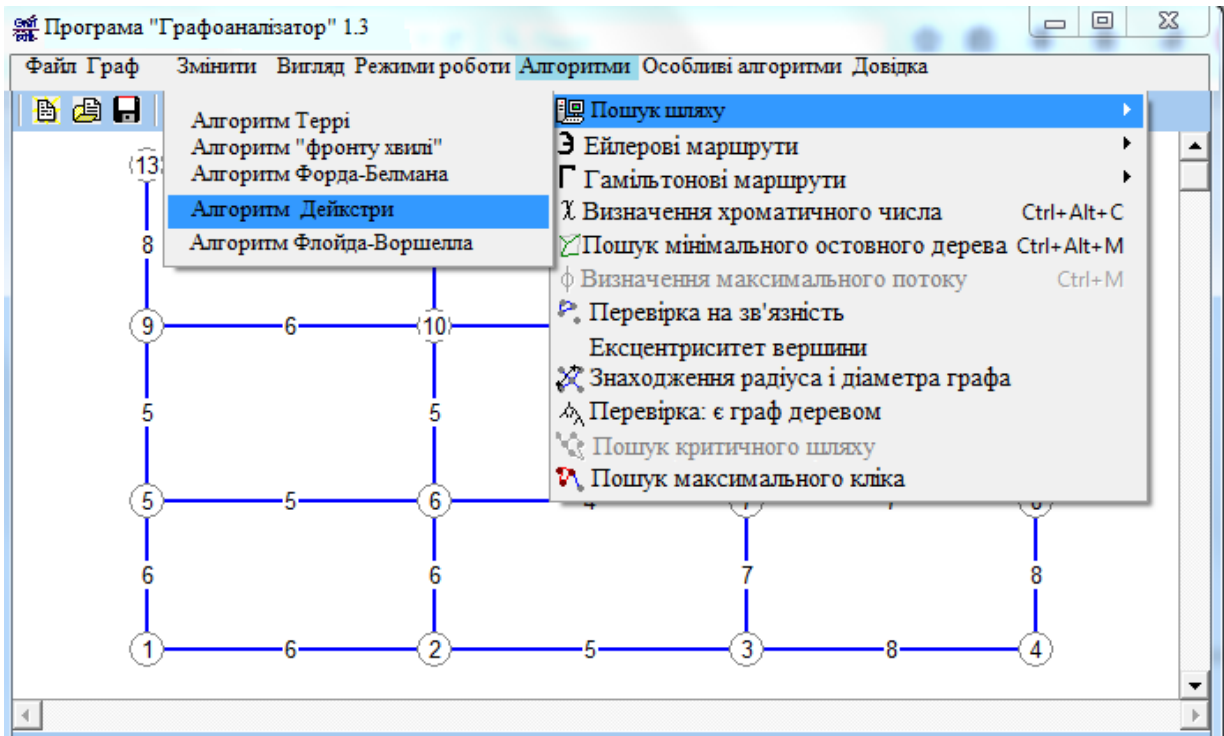 Програма "Графоаналізатор" 1.3
Файл Граф Змінити Вигляд Режими роботи Алгоритми Особливі алгоритми Довідка
Алгоритм Террі
Алгоритм "фронту хвилі"
Алгоритм Форда-Белмана
Алгоритм Дейкстри
Алгоритм Флойда-Воршелла
Пошук шляху
Ейлерові маршрути
Гамільтонові маршрути
Визначення хроматичного числа Ctrl+Alt+C
Пошук мінімального остовного дерева Ctrl+Alt+M
Визначення максимального потоку Ctrl+M
Перевірка на зв'язність
Ексцентриситет вершини
Знаходження радіуса і діаметра графа
Перевірка: є граф деревом
Пошук критичного шляху
Пошук максимального кліка
13
8
9 6 10
5 5
5 5 6
6 6 7 8
1 6 2 5 3 8 4